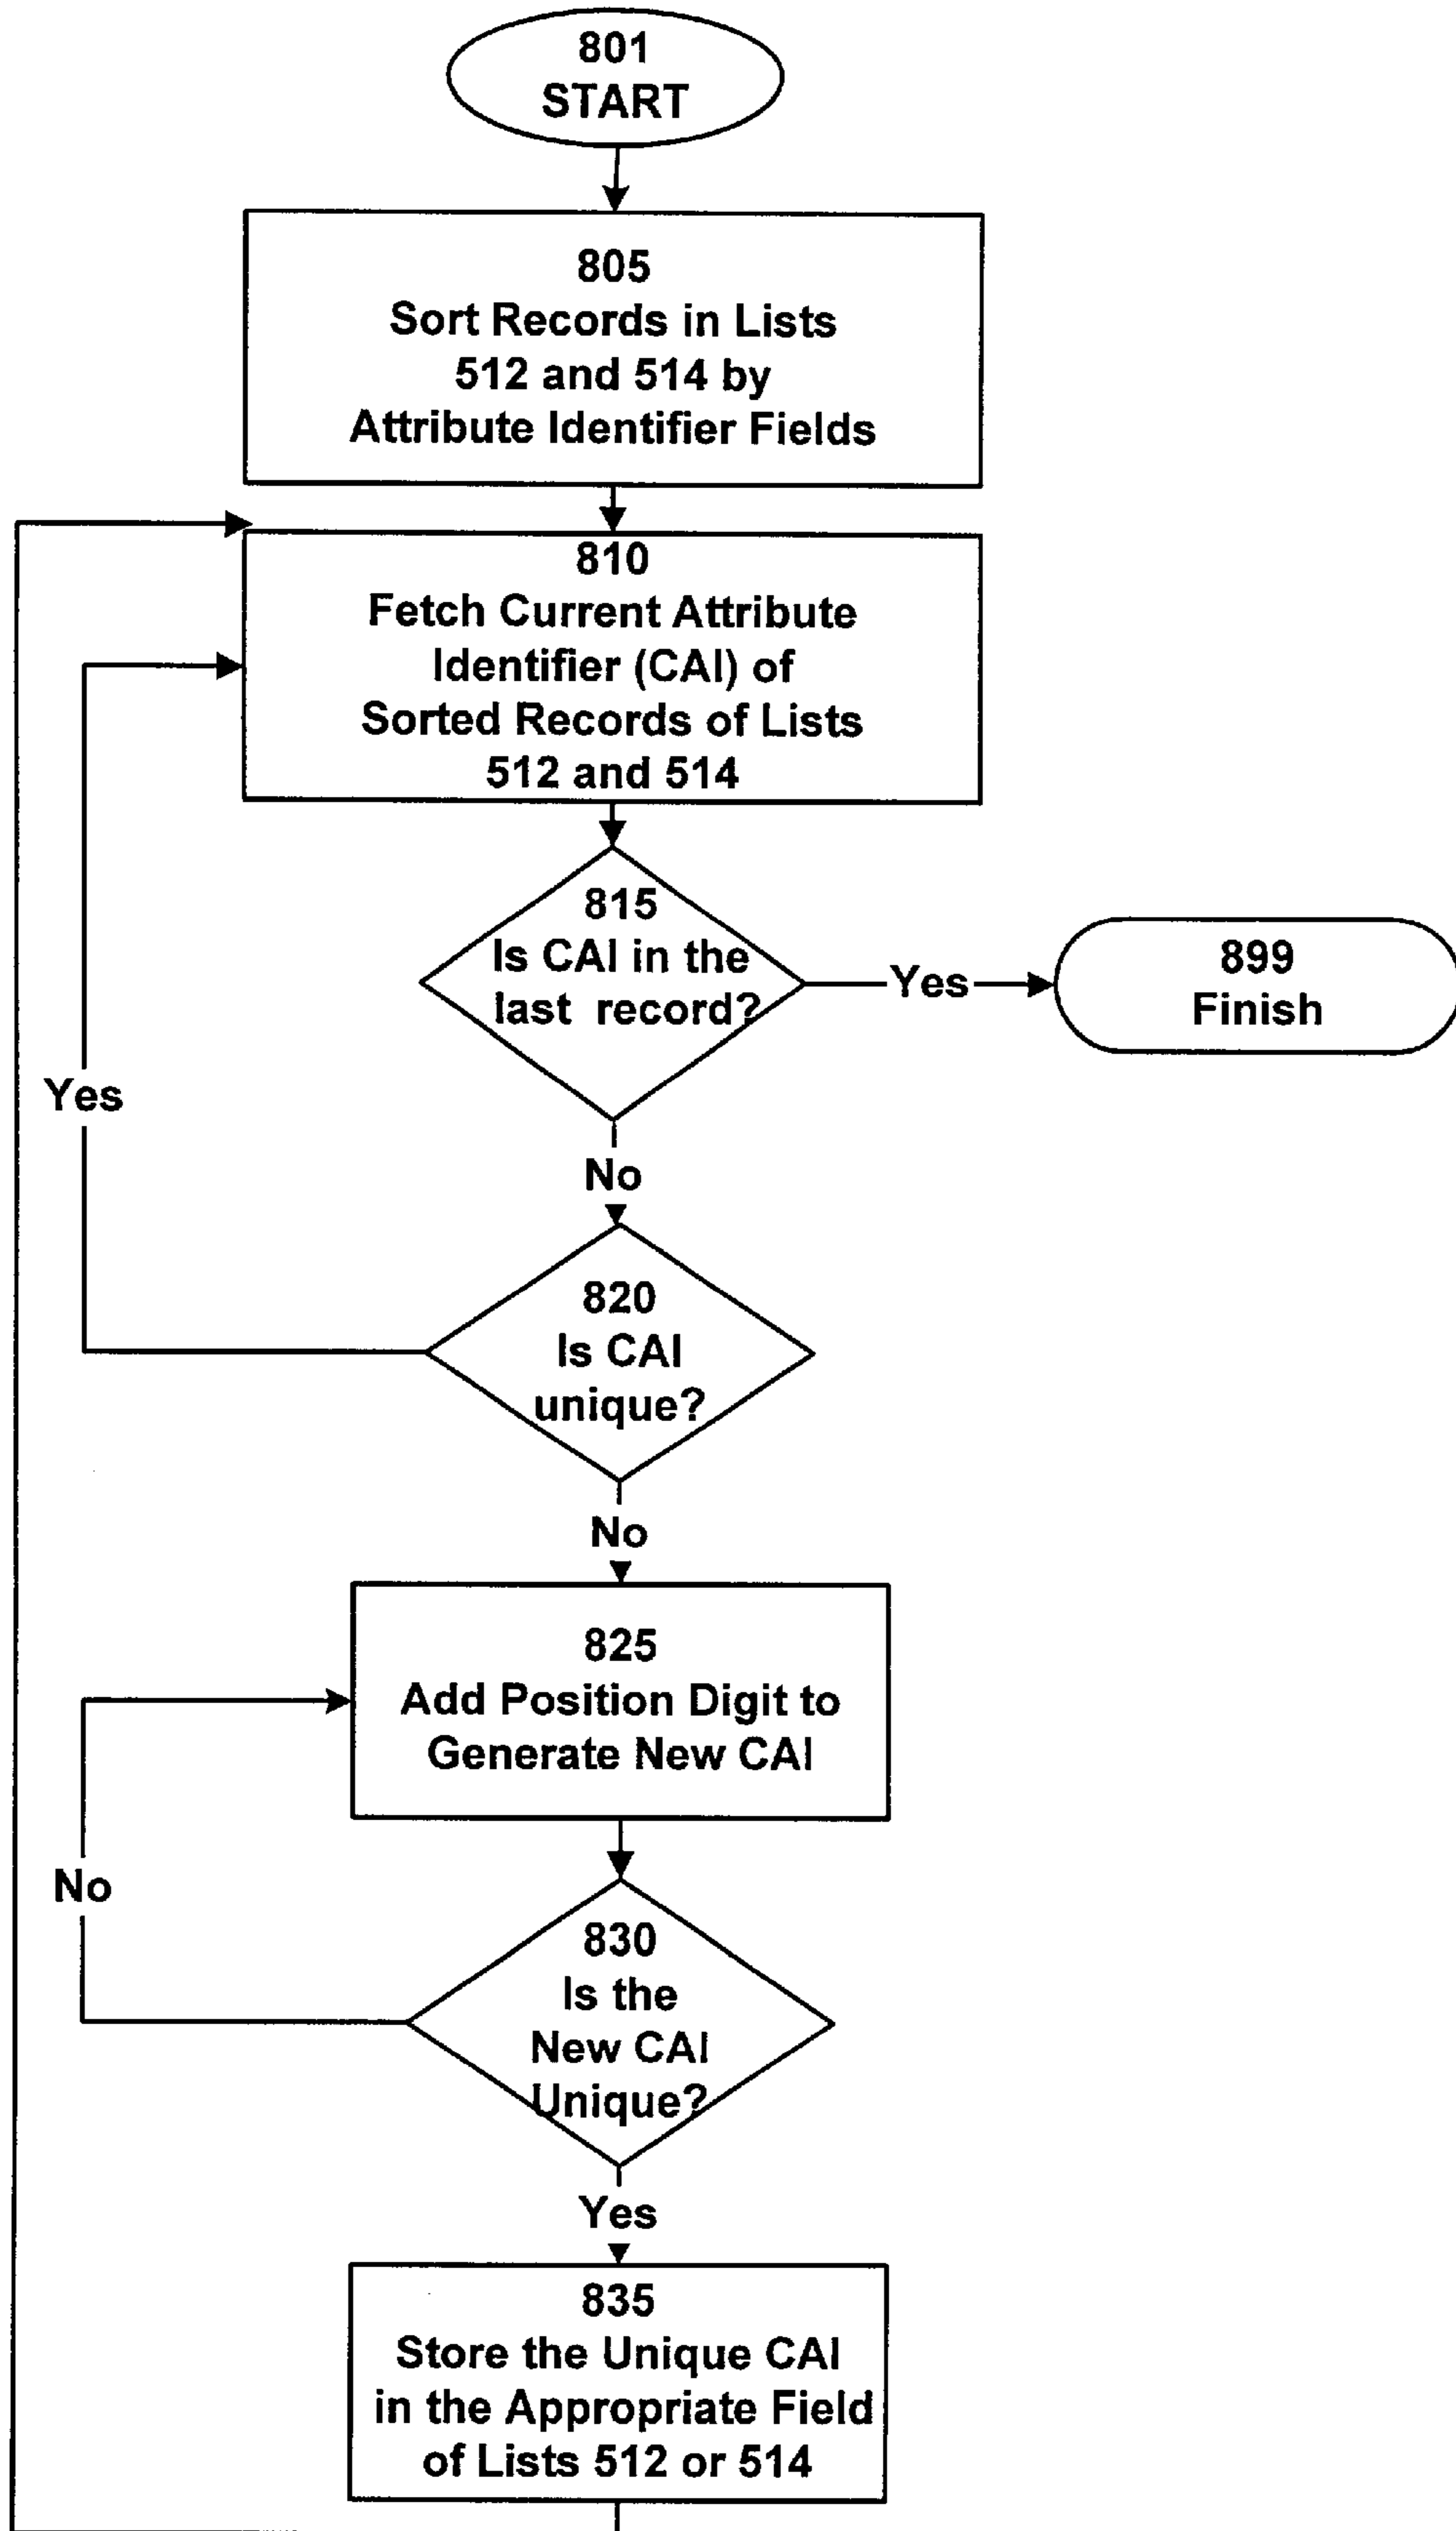 801
START
805
Sort Records in Lists
512 and 514 by
Attribute Identifier Fields
810
Fetch Current Attribute
Identifier (CAI) of
Sorted Records of Lists
512 and 514
815
Is CAI in the
last record?
Yes
899
Finish
Yes
No
820
Is CAI
unique?
No
825
Add Position Digit to
Generate New CAI
No
830
Is the
New CAI
Unique?
Yes
835
Store the Unique CAI
in the Appropriate Field
of Lists 512 or 514